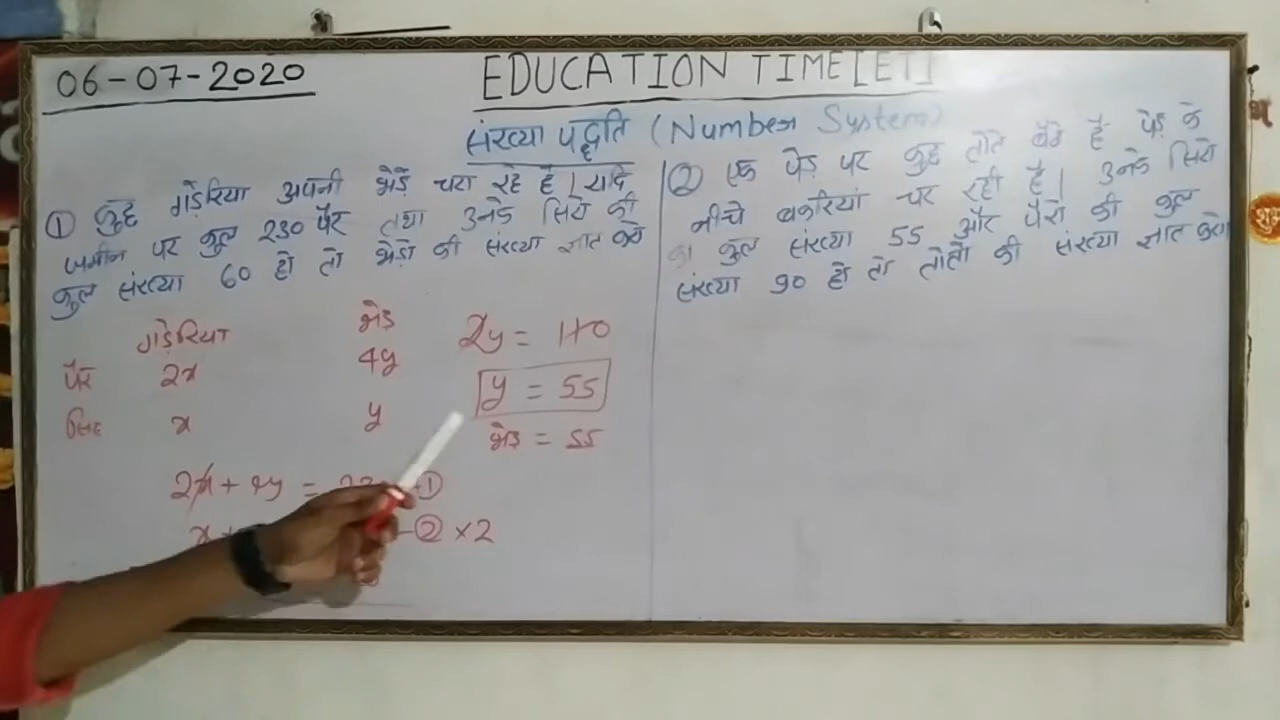 06-07-2020
EDUCATION TIME [ET]
संख्या पद्धति (Number System)
① कुछ गड़ेरिया अपनी भेड़ें चरा रहे हैं। यदि
जमीन पर कुल 230 पैर तथा उनके सिरों की
कुल संख्या 60 हो तो भेड़ो की संख्या ज्ञात करो
गड़ेरिया भेड़
पैर 2x 4y
सिर x y
2x + 4y = ①
x + ② ×2
2y = 110
y = 55
भेड़ = 55
② एक पेड़ पर कुछ तोते बैठे हैं पेड़ के
नीचे बकरियां चर रही हैं। उनके सिरों
का कुल संख्या 55 और पैरो की कुल
संख्या 90 हो तो तोतो की संख्या ज्ञात करो